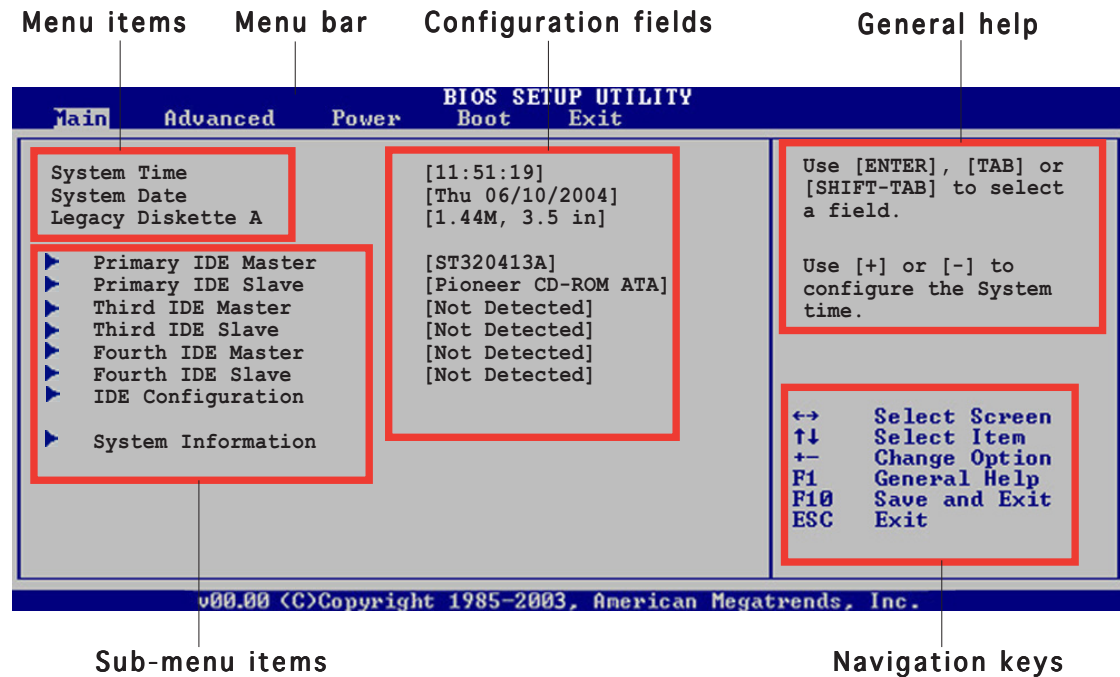 Menu items Menu bar Configuration fields General help
BIOS SETUP UTILITY
Main Advanced Power Boot Exit
System Time [11:51:19]
System Date [Thu 06/10/2004]
Legacy Diskette A [1.44M, 3.5 in]
Primary IDE Master [ST320413A]
Primary IDE Slave [Pioneer CD-ROM ATA]
Third IDE Master [Not Detected]
Third IDE Slave [Not Detected]
Fourth IDE Master [Not Detected]
Fourth IDE Slave [Not Detected]
IDE Configuration
System Information
Use [ENTER], [TAB] or
[SHIFT-TAB] to select
a field.
Use [+] or [-] to
configure the System
time.
←→ Select Screen
↑↓ Select Item
+- Change Option
F1 General Help
F10 Save and Exit
ESC Exit
v00.00 (C)Copyright 1985-2003, American Megatrends, Inc.
Sub-menu items Navigation keys